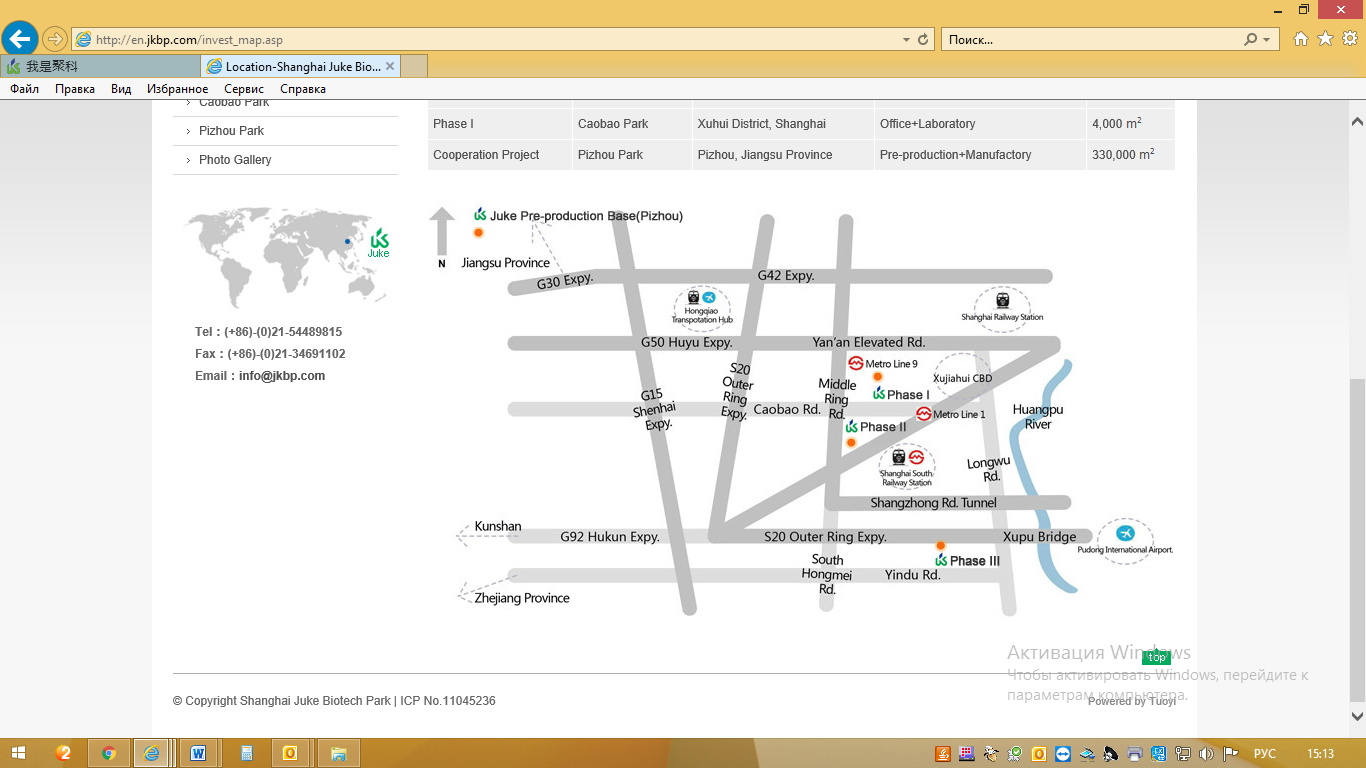 http://en.jkbp.com/invest_map.asp
Поиск...
我是聚科
Location-Shanghai Juke Bio...
Файл Правка Вид Избранное Сервис Справка
Caobao Park
Pizhou Park
Photo Gallery
Phase I Caobao Park Xuhui District, Shanghai Office+Laboratory 4,000 m²
Cooperation Project Pizhou Park Pizhou, Jiangsu Province Pre-production+Manufactory 330,000 m²
Juke
Tel : (+86)-(0)21-54489815
Fax : (+86)-(0)21-34691102
Email : info@jkbp.com
N
Juke Pre-production Base(Pizhou)
Jiangsu Province
G30 Expy.
G42 Expy.
Hongqiao
Transpotation Hub
Shanghai Railway Station
G50 Huyu Expy.
Yan'an Elevated Rd.
Metro Line 9
Xujiahui CBD
S20
Outer
Ring
Expy.
Middle
Ring
Rd.
Phase I
G15
Shenhai
Expy.
Caobao Rd.
Metro Line 1
Huangpu
River
Phase II
Shanghai South
Railway Station
Longwu
Rd.
Shangzhong Rd. Tunnel
Kunshan
G92 Hukun Expy.
S20 Outer Ring Expy.
Xupu Bridge
Pudong International Airport.
Phase III
South
Hongmei
Rd.
Yindu Rd.
Zhejiang Province
top
Активация Windows
Чтобы активировать Windows, перейдите к
параметрам компьютера.
© Copyright Shanghai Juke Biotech Park | ICP No.11045236
Powered by Tuoyi
РУС
15:13